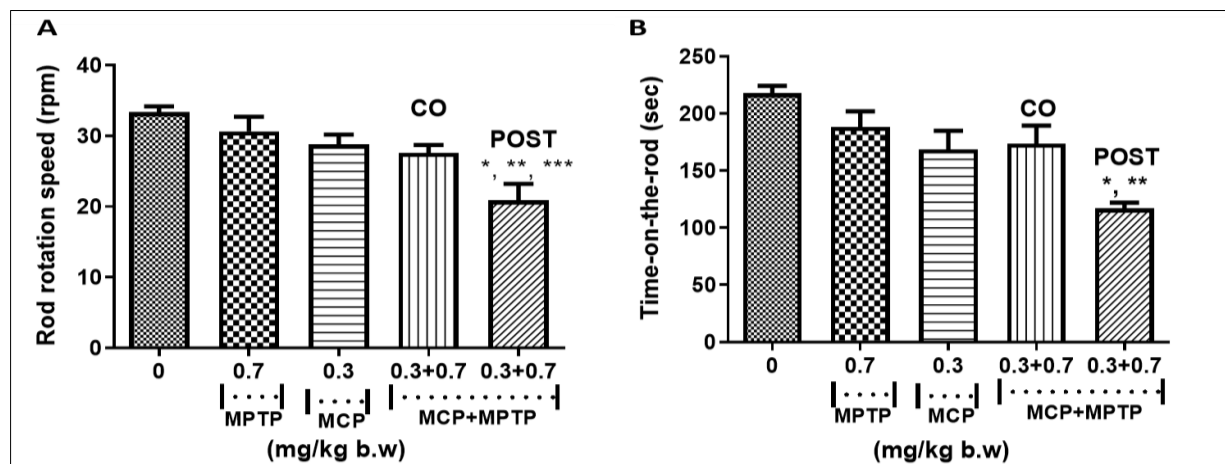 A
Rod rotation speed (rpm)
40
30
20
10
0
CO
POST
*, **, ***
0 0.7 0.3 0.3+0.7 0.3+0.7
MPTP MCP MCP+MPTP
(mg/kg b.w)
B
Time-on-the-rod (sec)
250
200
150
100
50
0
CO
POST
*, **
0 0.7 0.3 0.3+0.7 0.3+0.7
MPTP MCP MCP+MPTP
(mg/kg b.w)